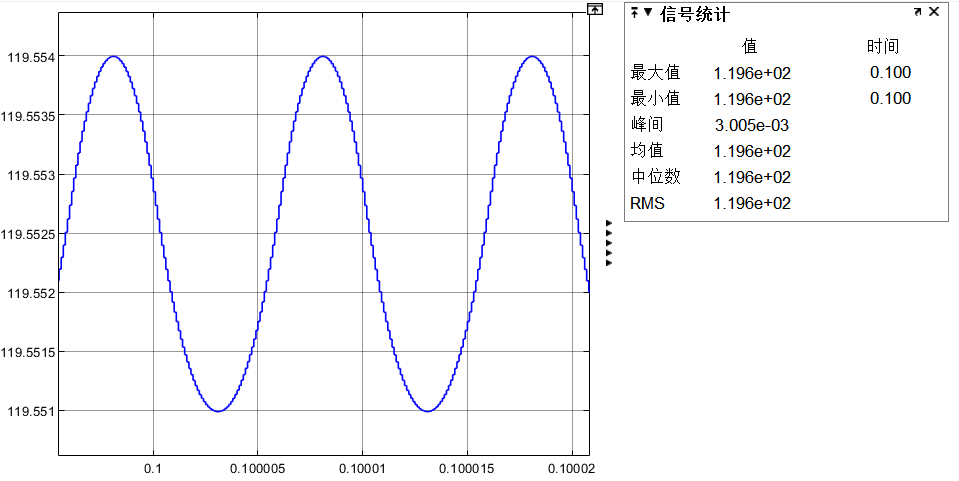 119.554
119.5535
119.553
119.5525
119.552
119.5515
119.551
0.1 0.100005 0.10001 0.100015 0.10002
信号统计
值 时间
最大值 1.196e+02 0.100
最小值 1.196e+02 0.100
峰间 3.005e-03
均值 1.196e+02
中位数 1.196e+02
RMS 1.196e+02